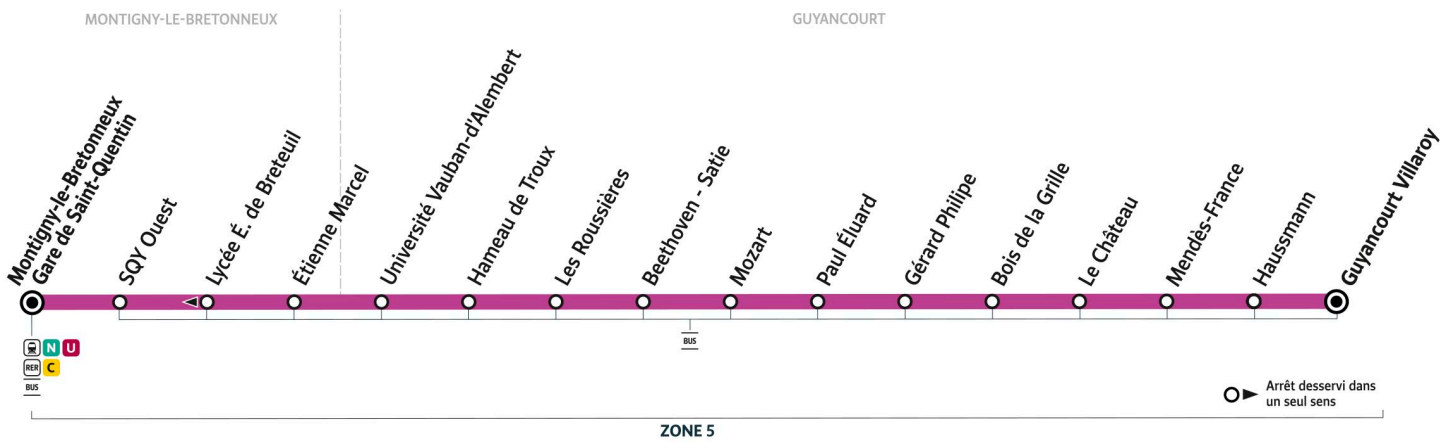 MONTIGNY-LE-BRETONNEUX
GUYANCOURT
Montigny-le-Bretonneux
Gare de Saint-Quentin
SQY Ouest
Lycée É. de Breteuil
Étienne Marcel
Université Vauban-d'Alembert
Hameau de Troux
Les Roussières
Beethoven - Satie
Mozart
Paul Éluard
Gérard Philipe
Bois de la Grille
Le Château
Mendès-France
Haussmann
Guyancourt Villaroy
N U
RER C
BUS
BUS
Arrêt desservi dans
un seul sens
ZONE 5